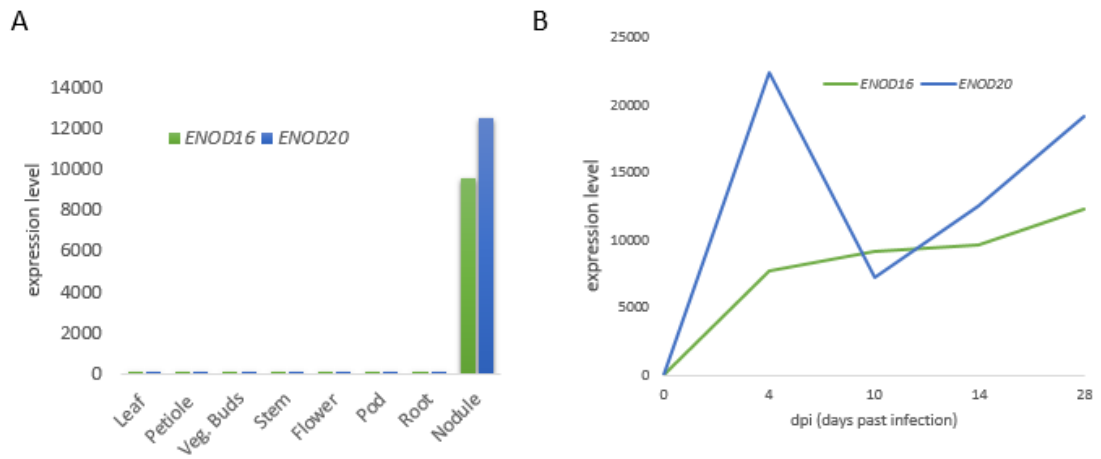 A
expression level
14000
12000
10000
8000
6000
4000
2000
0
ENOD16 ENOD20
Leaf
Petiole
Veg. Buds
Stem
Flower
Pod
Root
Nodule
B
expression level
25000
20000
15000
10000
5000
0
ENOD16 ENOD20
0 4 10 14 28
dpi (days past infection)